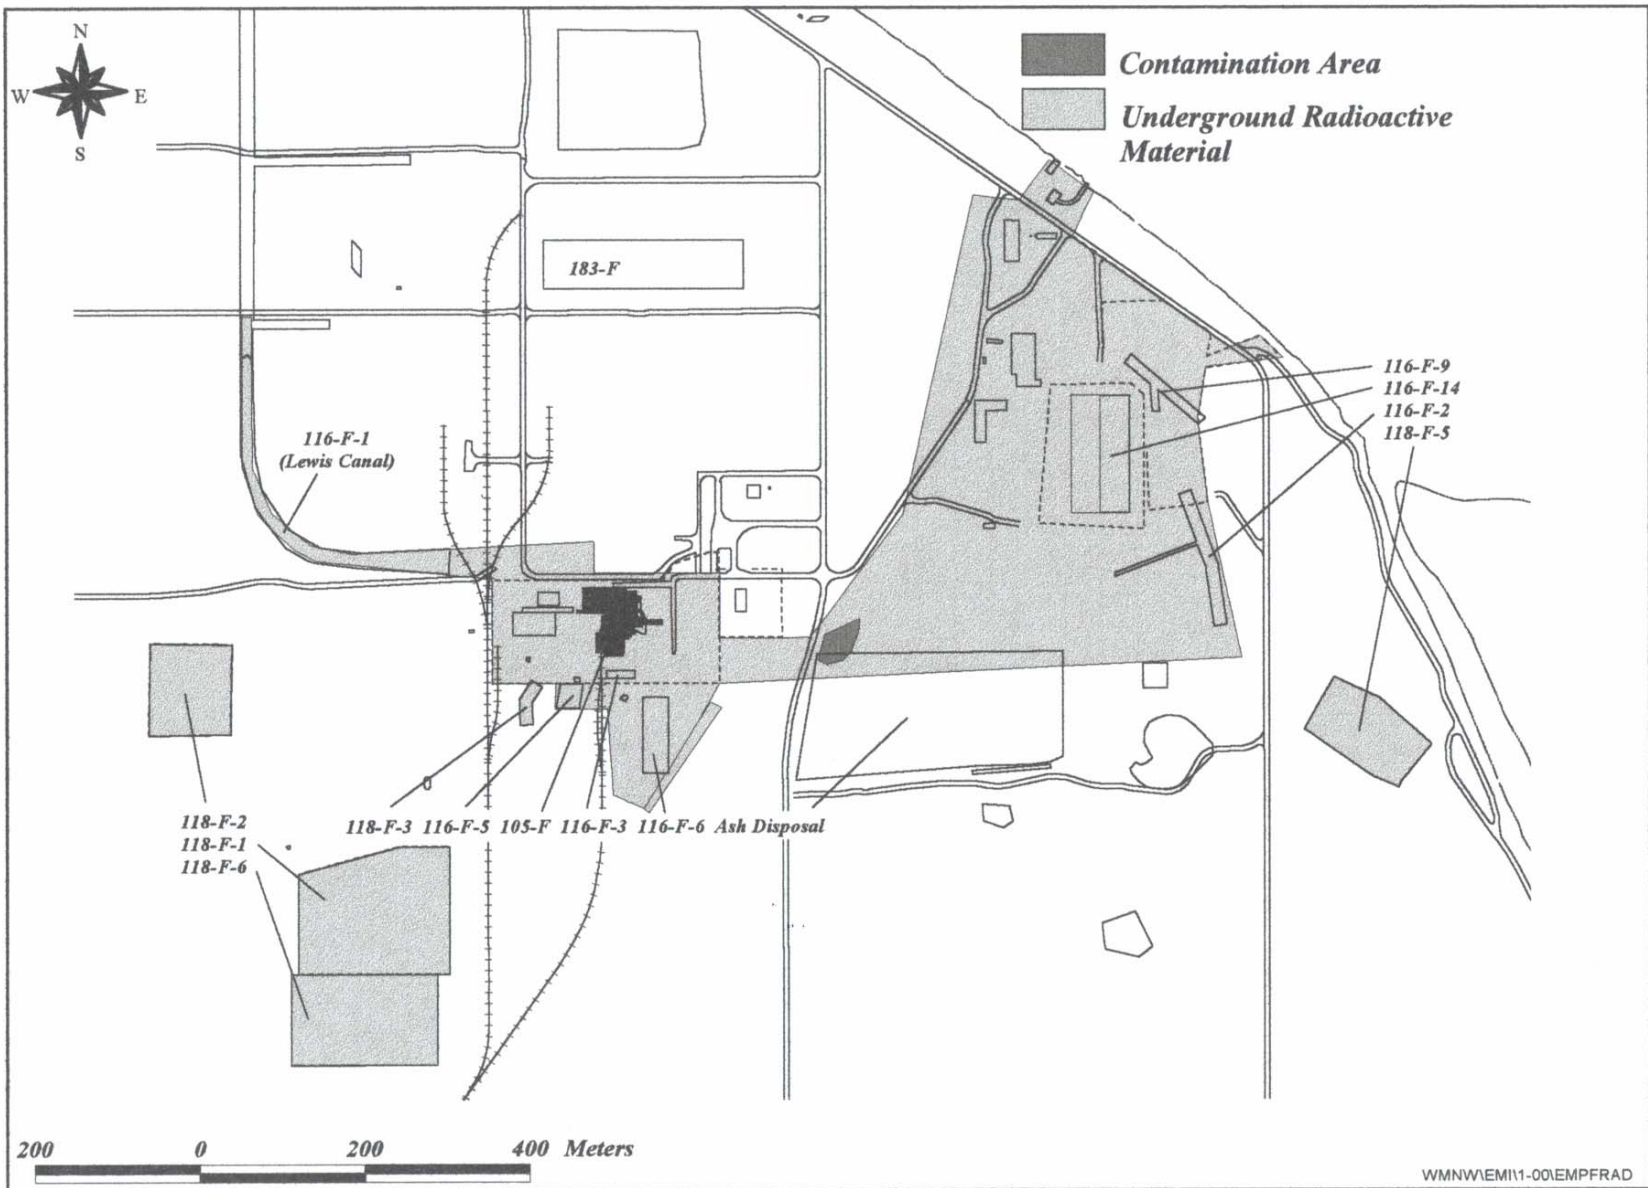 N
W E
S
Contamination Area
Underground Radioactive
Material
183-F
116-F-1
(Lewis Canal)
116-F-9
116-F-14
116-F-2
118-F-5
118-F-2
118-F-1
118-F-6
118-F-3 116-F-5 105-F 116-F-3 116-F-6 Ash Disposal
200 0 200 400 Meters
WMNW\EMI\1-00\EMPFRAD